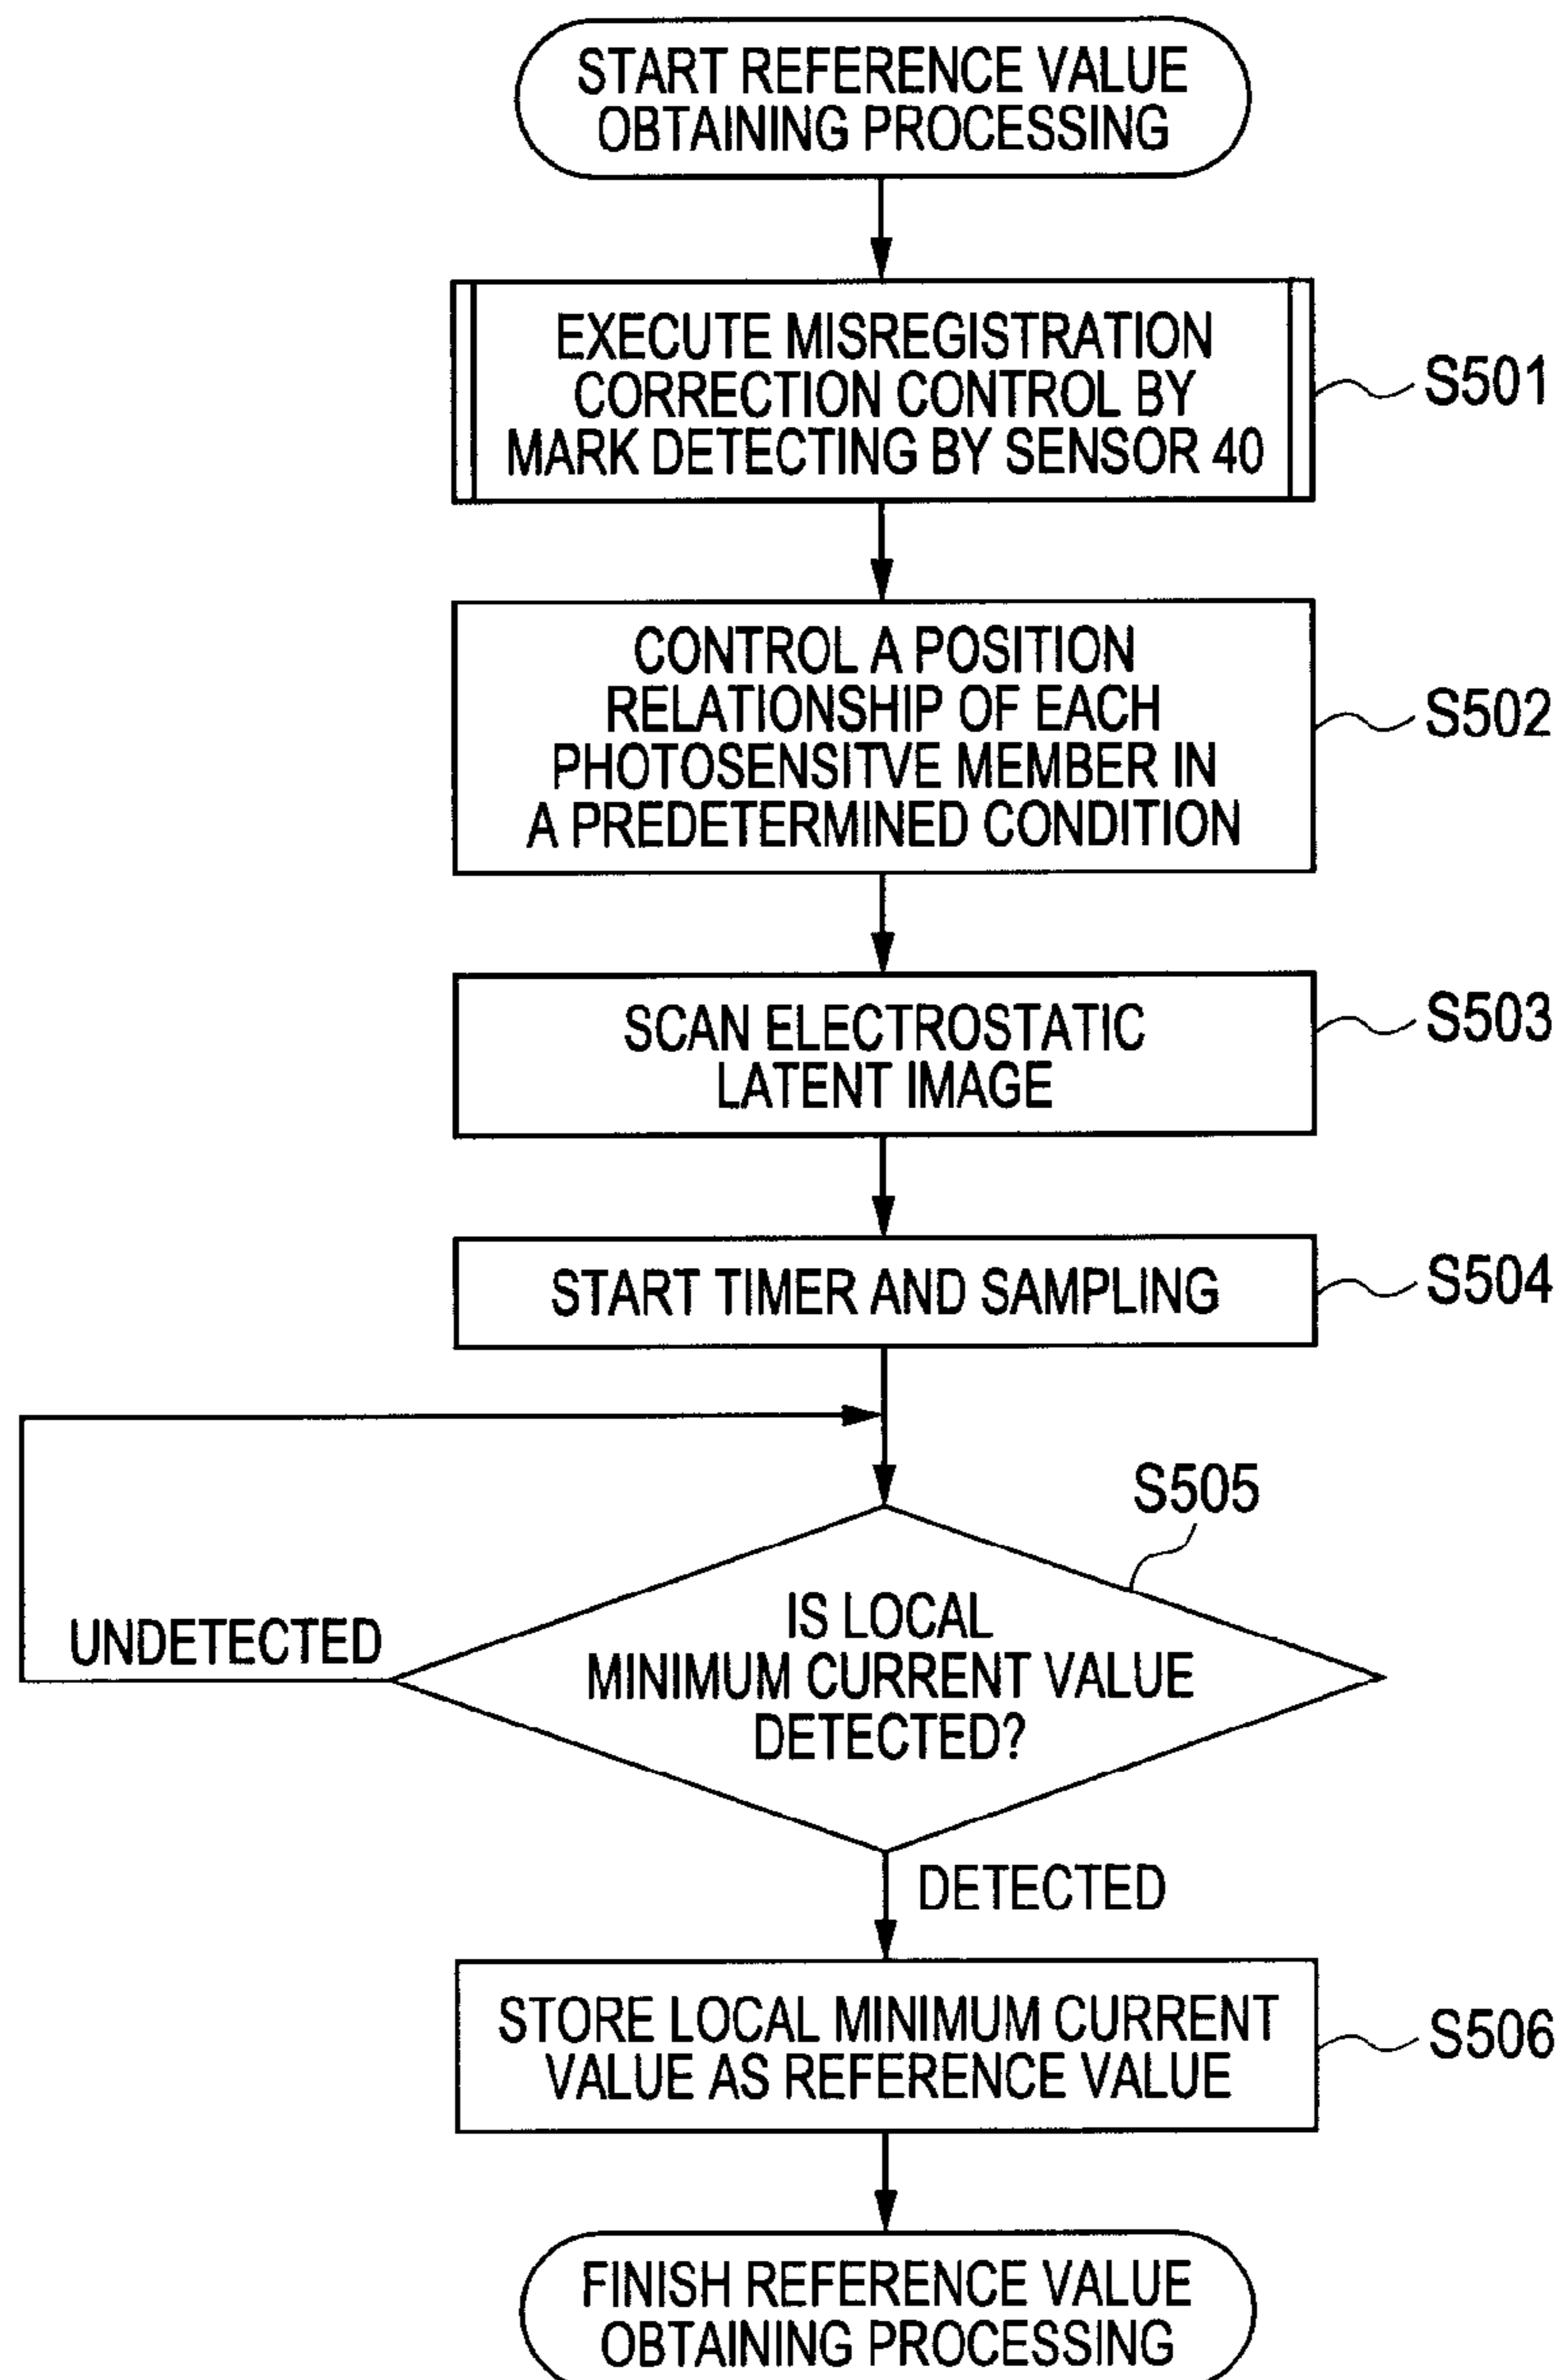 START REFERENCE VALUE
OBTAINING PROCESSING
EXECUTE MISREGISTRATION
CORRECTION CONTROL BY
MARK DETECTING BY SENSOR 40
S501
CONTROL A POSITION
RELATIONSHIP OF EACH
PHOTOSENSITVE MEMBER IN
A PREDETERMINED CONDITION
S502
SCAN ELECTROSTATIC
LATENT IMAGE
S503
START TIMER AND SAMPLING
S504
S505
IS LOCAL
MINIMUM CURRENT VALUE
DETECTED?
UNDETECTED
DETECTED
STORE LOCAL MINIMUM CURRENT
VALUE AS REFERENCE VALUE
S506
FINISH REFERENCE VALUE
OBTAINING PROCESSING